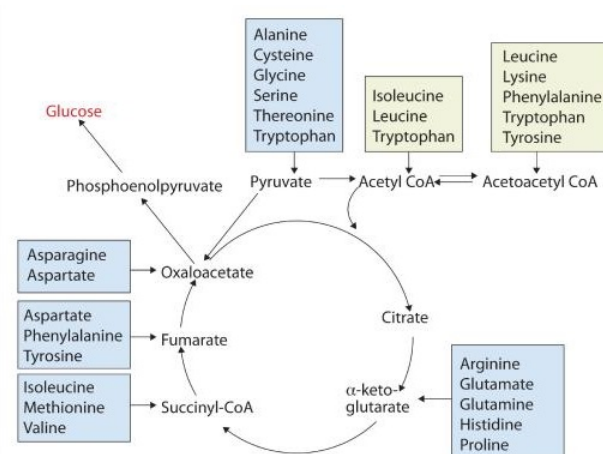 Alanine
Cysteine
Glycine
Serine
Thereonine
Tryptophan
Isoleucine
Leucine
Tryptophan
Leucine
Lysine
Phenylalanine
Tryptophan
Tyrosine
Glucose
Phosphoenolpyruvate
Pyruvate
Acetyl CoA
Acetoacetyl CoA
Asparagine
Aspartate
Oxaloacetate
Aspartate
Phenylalanine
Tyrosine
Fumarate
Citrate
Isoleucine
Methionine
Valine
Succinyl-CoA
α-keto-
glutarate
Arginine
Glutamate
Glutamine
Histidine
Proline